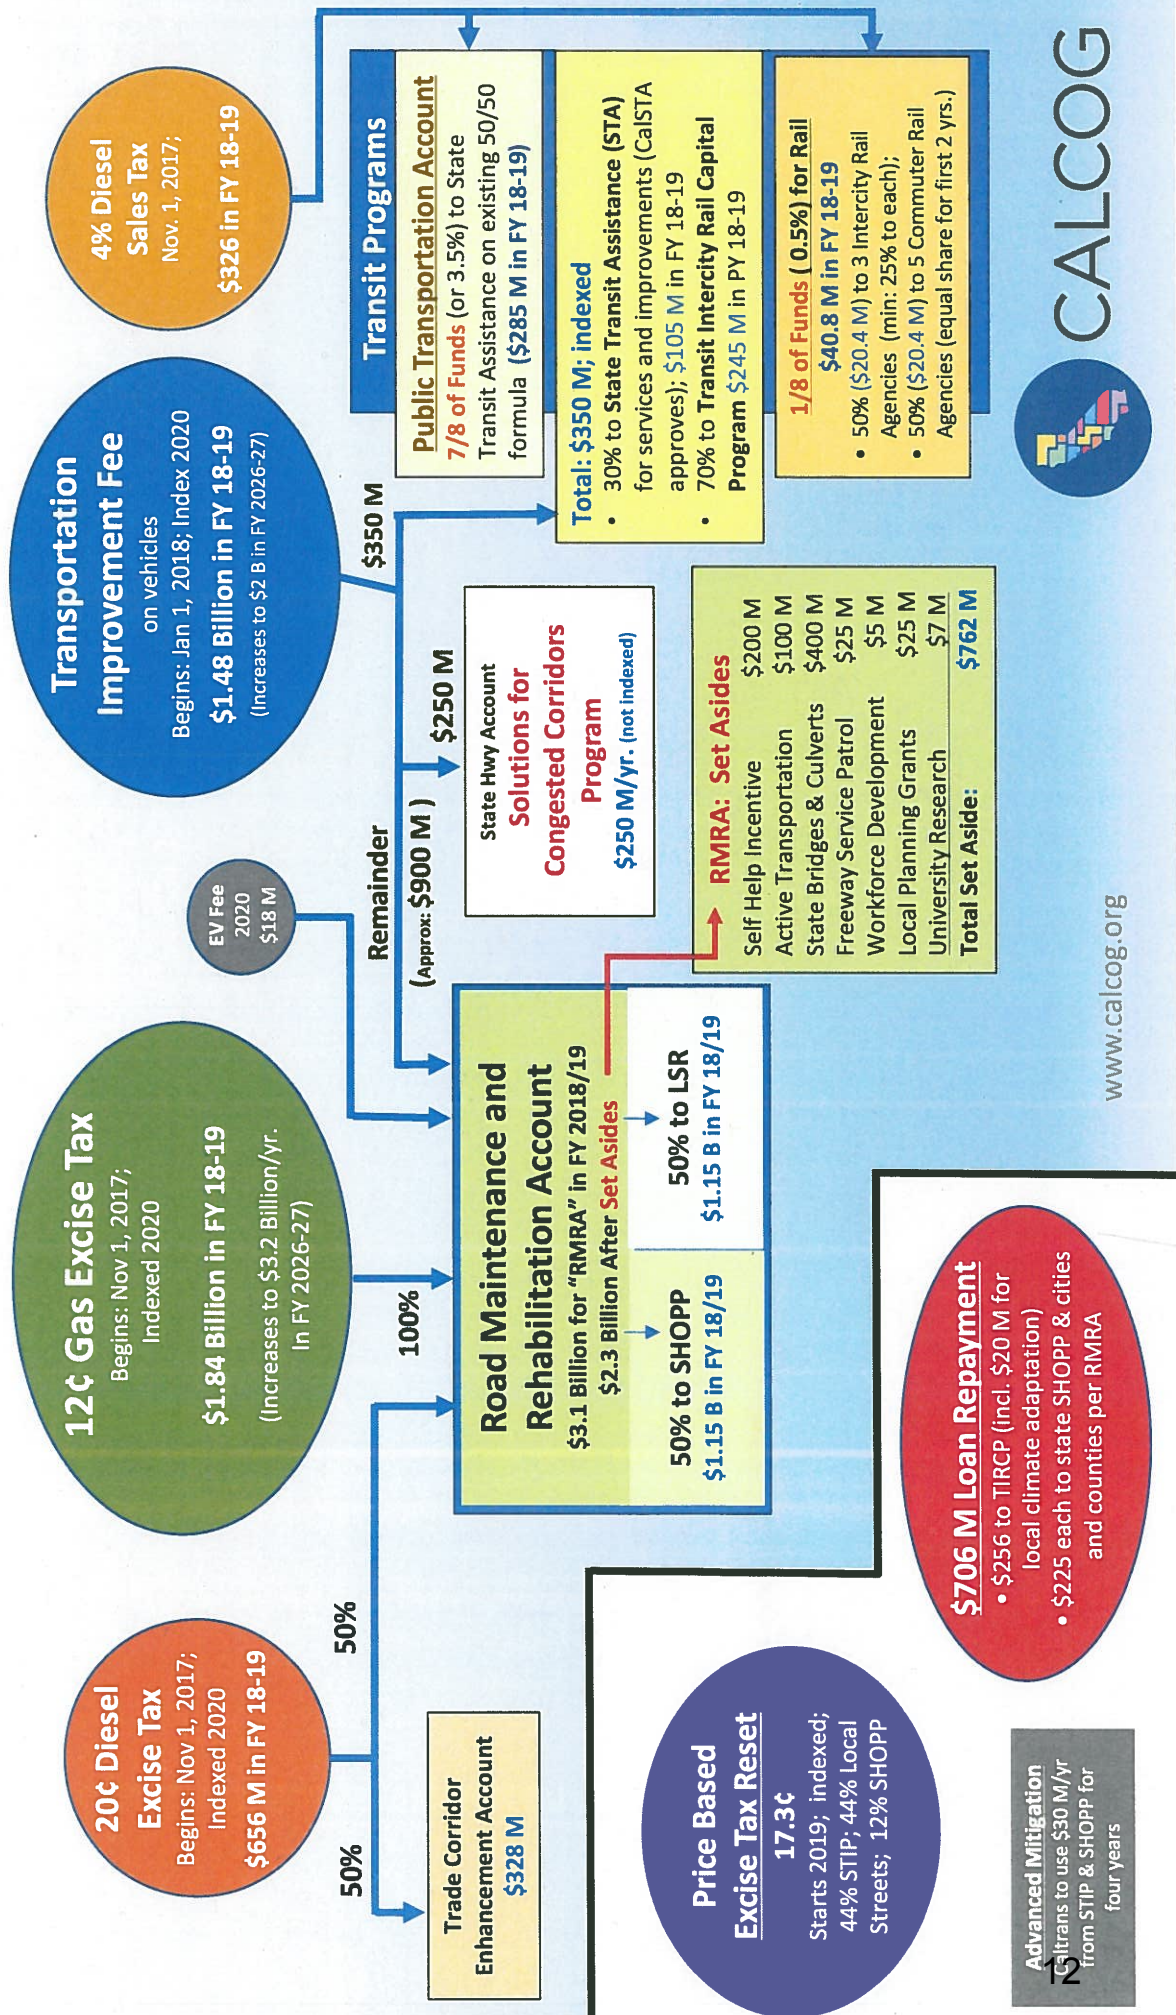 20¢ Diesel
Excise Tax
Begins: Nov 1, 2017;
Indexed 2020
$656 M in FY 18-19
12¢ Gas Excise Tax
Begins: Nov 1, 2017;
Indexed 2020
$1.84 Billion in FY 18-19
(Increases to $3.2 Billion/yr.
In FY 2026-27)
EV Fee
2020
$18 M
Transportation
Improvement Fee
on vehicles
Begins: Jan 1, 2018; Index 2020
$1.48 Billion in FY 18-19
(Increases to $2 B in FY 2026-27)
4% Diesel
Sales Tax
Nov. 1, 2017;
$326 in FY 18-19
50%
50%
100%
Remainder
(Approx: $900 M )
$250 M
$350 M
Trade Corridor
Enhancement Account
$328 M
Road Maintenance and
Rehabilitation Account
$3.1 Billion for “RMRA” in FY 2018/19
$2.3 Billion After Set Asides
50% to SHOPP
$1.15 B in FY 18/19
50% to LSR
$1.15 B in FY 18/19
State Hwy Account
Solutions for
Congested Corridors
Program
$250 M/yr. (not indexed)
RMRA: Set Asides
Self Help Incentive $200 M
Active Transportation $100 M
State Bridges & Culverts $400 M
Freeway Service Patrol $25 M
Workforce Development $5 M
Local Planning Grants $25 M
University Research $7 M
Total Set Aside: $762 M
Transit Programs
Public Transportation Account
7/8 of Funds (or 3.5%) to State
Transit Assistance on existing 50/50
formula ($285 M in FY 18-19)
Total: $350 M; indexed
• 30% to State Transit Assistance (STA)
for services and improvements (CalSTA
approves); $105 M in FY 18-19
• 70% to Transit Intercity Rail Capital
Program $245 M in PY 18-19
1/8 of Funds ( 0.5%) for Rail
$40.8 M in FY 18-19
• 50% ($20.4 M) to 3 Intercity Rail
Agencies (min: 25% to each);
• 50% ($20.4 M) to 5 Commuter Rail
Agencies (equal share for first 2 yrs.)
Price Based
Excise Tax Reset
17.3¢
Starts 2019; indexed;
44% STIP; 44% Local
Streets; 12% SHOPP
$706 M Loan Repayment
• $256 to TIRCP (incl. $20 M for
local climate adaptation)
• $225 each to state SHOPP & cities
and counties per RMRA
Advanced Mitigation
Caltrans to use $30 M/yr
from STIP & SHOPP for
four years
www.calcog.org
CALCOG
12